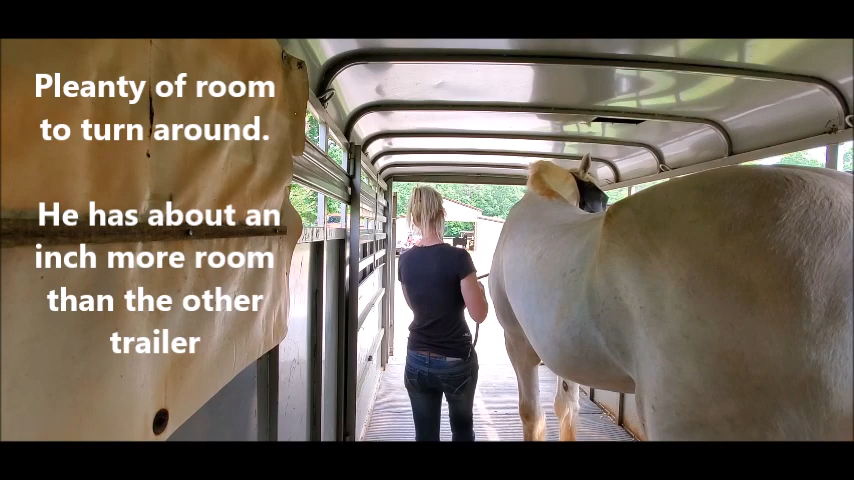 Pleanty of room
to turn around.
He has about an
inch more room
than the other
trailer